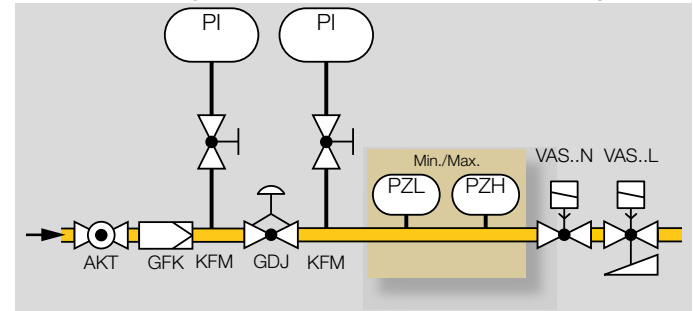 PI PI
Min./Max. VAS..N VAS..L
PZL PZH
AKT GFK KFM GDJ KFM